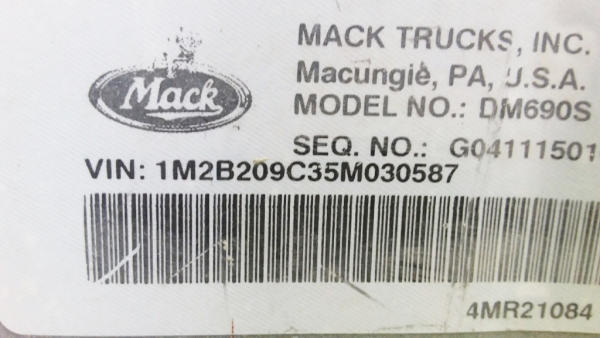 MACK TRUCKS, INC.
Mack
Macungie, PA, U.S.A.
MODEL NO.: DM690S
SEQ. NO.: G04111501
VIN: 1M2B209C35M030587
4MR21084